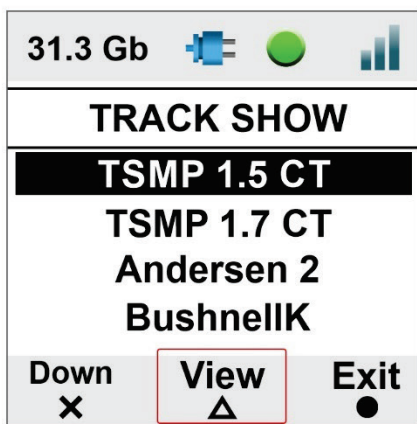 31.3 Gb
TRACK SHOW
TSMP 1.5 CT
TSMP 1.7 CT
Andersen 2
BushnellK
Down View Exit